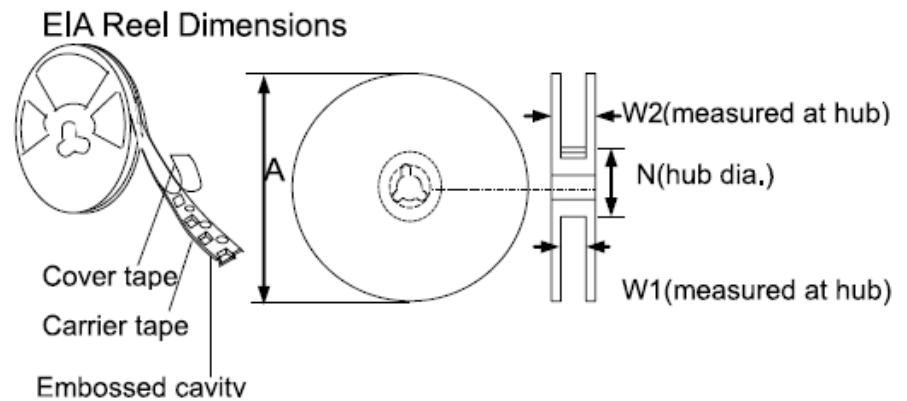 EIA Reel Dimensions
W2(measured at hub)
A
N(hub dia.)
Cover tape
W1(measured at hub)
Carrier tape
Embossed cavity